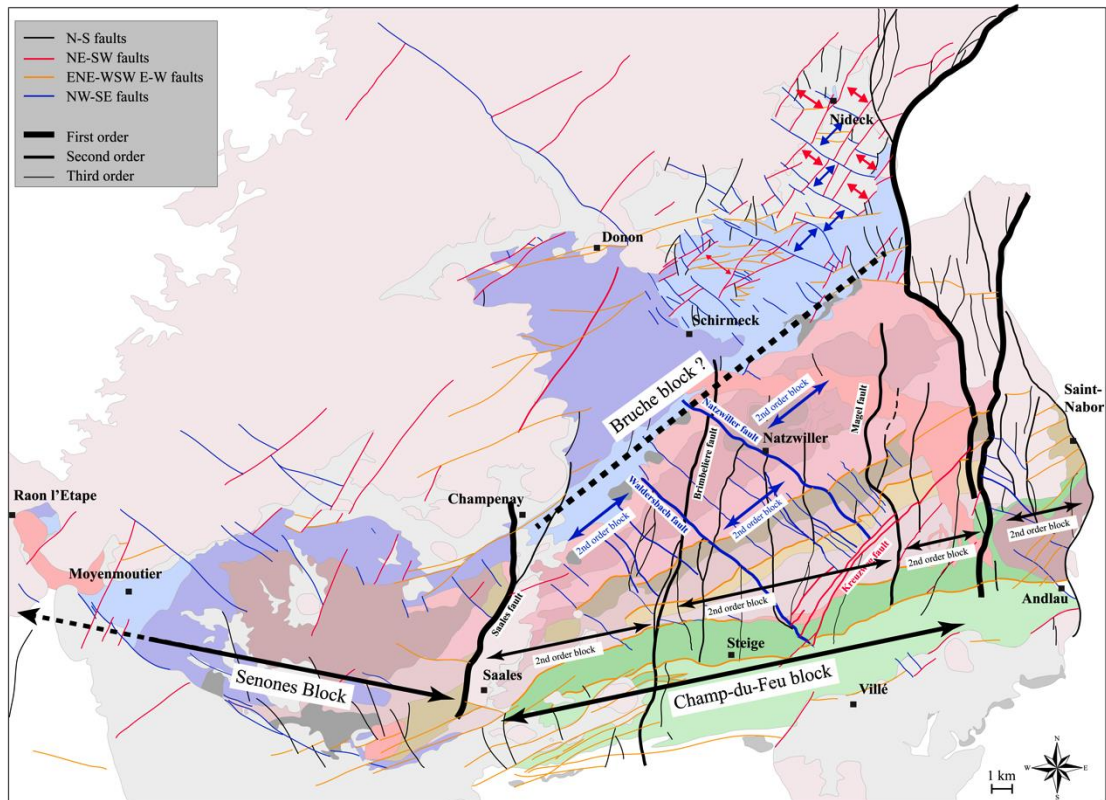 N-S faults
NE-SW faults
ENE-WSW E-W faults
NW-SE faults
First order
Second order
Third order
Nideck
Donon
Schirmeck
Bruche block ?
2nd order block
Natzwiller fault
Natzwiller
Magel fault
Saint-
Nabor
Brimbeliere fault
Waldersbach fault
2nd order block
2nd order block
Raon l'Etape
Champenay
Moyenmoutier
Saales fault
Kreuzweg fault
2nd order block
2nd order block
2nd order block
2nd order block
Andlau
Steige
Senones Block
Saales
Champ-du-Feu block
Villé
N
W
E
S
1 km